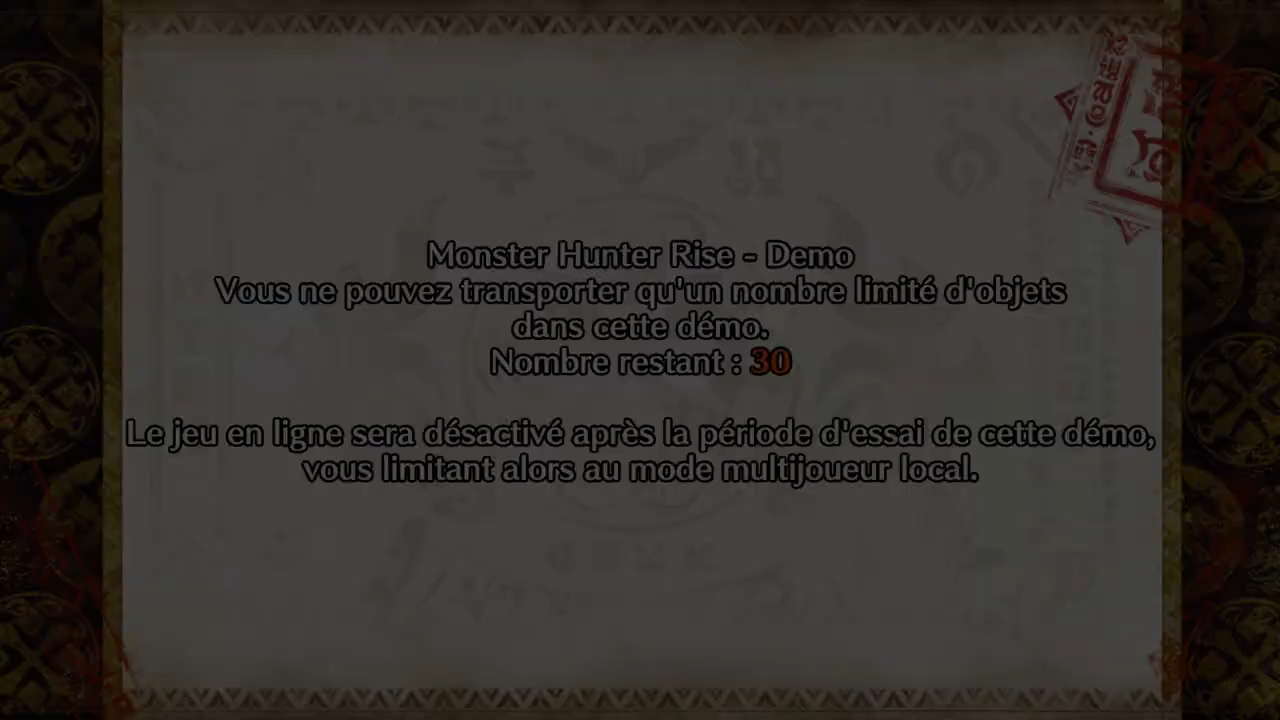 Monster Hunter Rise - Demo
Vous ne pouvez transporter qu'un nombre limité d'objets
dans cette démo.
Nombre restant : 30
Le jeu en ligne sera désactivé après la période d'essai de cette démo,
vous limitant alors au mode multijoueur local.